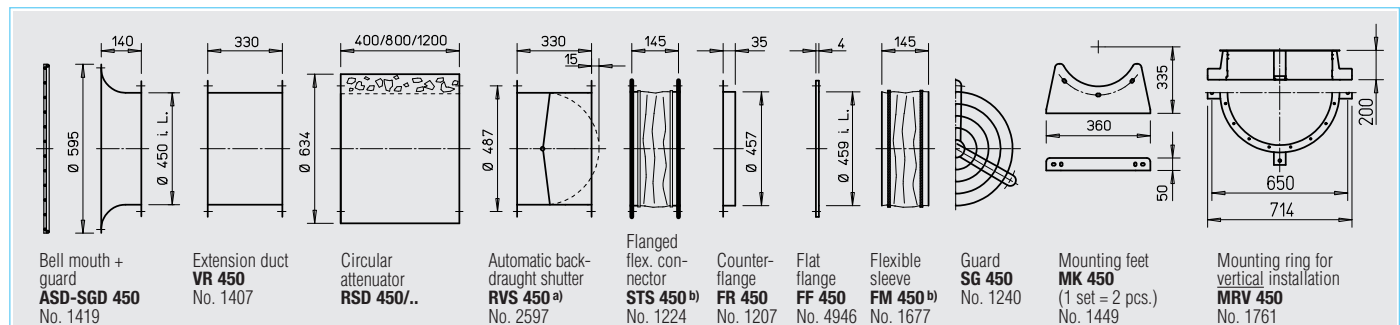 140
330
400/800/1200
330
15
145
35
4
145
335
200
Ø 595
Ø 450 i. L.
Ø 634
Ø 487
Ø 457
Ø 459 i. L.
360
50
650
714
Bell mouth +
guard
ASD-SGD 450
No. 1419
Extension duct
VR 450
No. 1407
Circular
attenuator
RSD 450/..
Automatic back-
draught shutter
RVS 450 a)
No. 2597
Flanged
flex. con-
nector
STS 450 b)
No. 1224
Counter-
flange
FR 450
No. 1207
Flat
flange
FF 450
No. 4946
Flexible
sleeve
FM 450 b)
No. 1677
Guard
SG 450
No. 1240
Mounting feet
MK 450
(1 set = 2 pcs.)
No. 1449
Mounting ring for
vertical installation
MRV 450
No. 1761